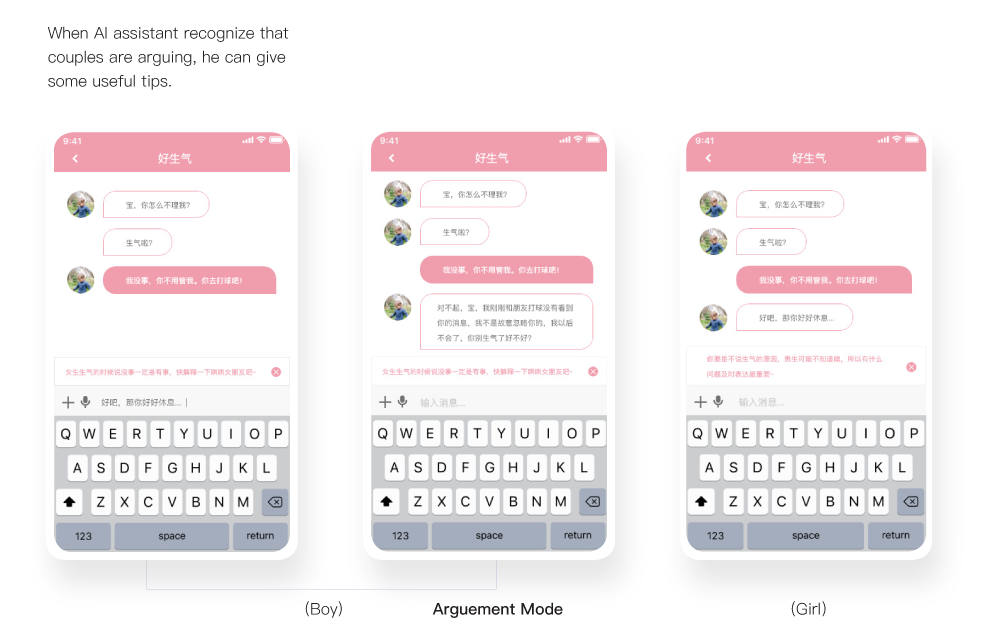 When AI assistant recognize that
couples are arguing, he can give
some useful tips.
9:41
好生气
宝，你怎么不理我？
生气啦？
我没事，你不用管我。你去打球吧！
女生生气的时候说没事一定是有事，快解释一下哄哄女朋友吧~
好吧，那你好好休息...
Q W E R T Y U I O P
A S D F G H J K L
Z X C V B N M
123 space return
9:41
好生气
宝，你怎么不理我？
生气啦？
我没事，你不用管我。你去打球吧！
对不起，宝，我刚刚和朋友打球没有看到
你的消息，我不是故意忽略你的，我以后
不会了，你别生气了好不好？
女生生气的时候说没事一定是有事，快解释一下哄哄女朋友吧~
输入消息...
Q W E R T Y U I O P
A S D F G H J K L
Z X C V B N M
123 space return
9:41
好生气
宝，你怎么不理我？
生气啦？
我没事，你不用管我。你去打球吧！
好吧，那你好好休息...
你要是不说生气的原因，男生可能不知道哦，所以有什么
问题及时表达最重要~
输入消息...
Q W E R T Y U I O P
A S D F G H J K L
Z X C V B N M
123 space return
(Boy)
Arguement Mode
(Girl)